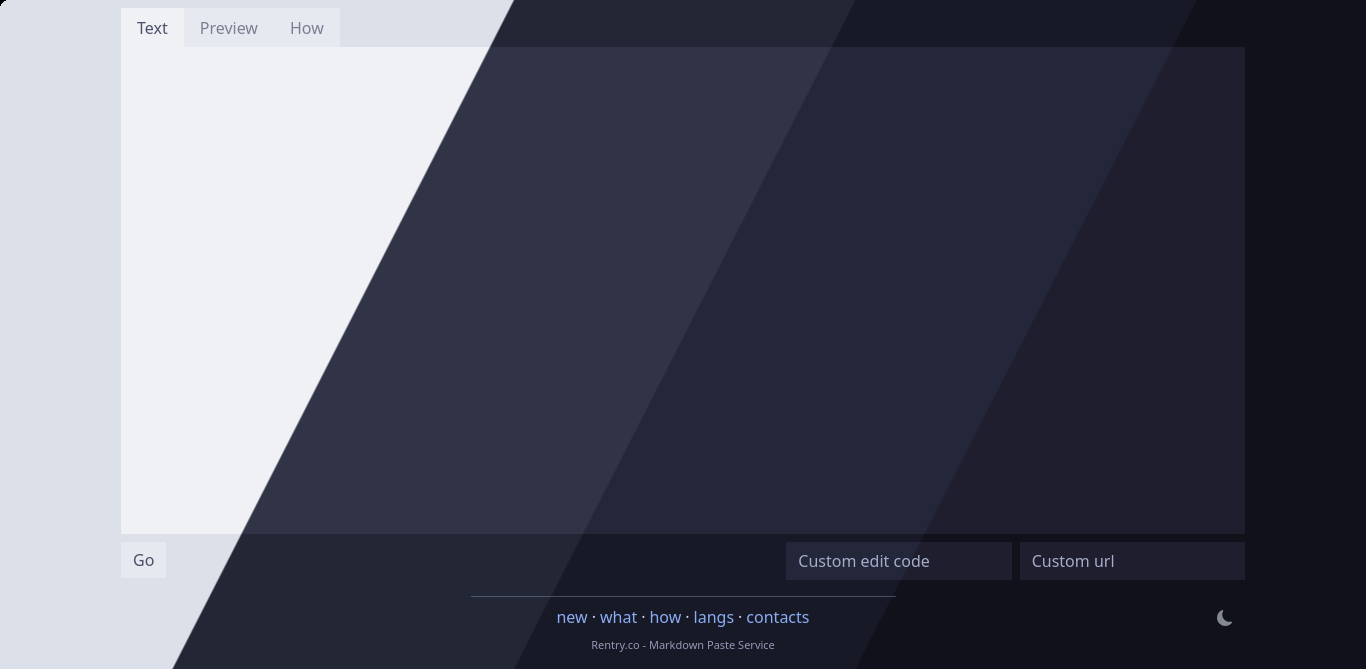 Text Preview How
Go
Custom edit code
Custom url
new · what · how · langs · contacts
Rentry.co - Markdown Paste Service